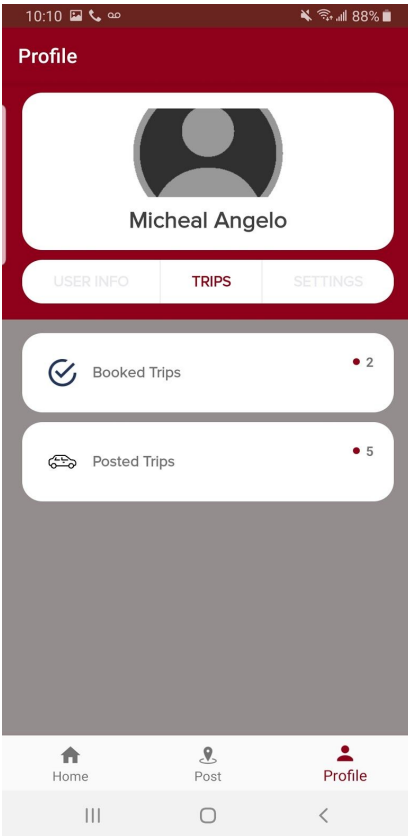 10:10 88%
Profile
Micheal Angelo
USER INFO TRIPS SETTINGS
Booked Trips 2
Posted Trips 5
Home Post Profile